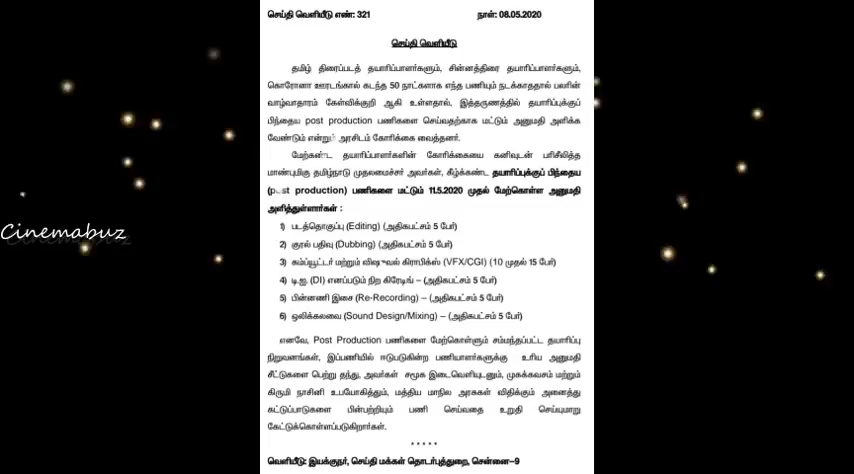 செய்தி வெளியீடு எண்: 321 நாள்: 08.05.2020
செய்தி வெளியீடு
தமிழ் திரைப்படத் தயாரிப்பாளர்களும், சின்னத்திரை தயாரிப்பாளர்களும்,
கொரோனா ஊரடங்கால் கடந்த 50 நாட்களாக எந்த பணியும் நடக்காததால் பலரின்
வாழ்வாதாரம் கேள்விக்குறி ஆகி உள்ளதால், இத்தருணத்தில் தயாரிப்புக்குப்
பிந்தைய post production பணிகளை செய்வதற்காக மட்டும் அனுமதி அளிக்க
வேண்டும் என்றும் அரசிடம் கோரிக்கை வைத்தனர்.
மேற்கண்ட தயாரிப்பாளர்களின் கோரிக்கையை கனிவுடன் பரிசீலித்த
மாண்புமிகு தமிழ்நாடு முதலமைச்சர் அவர்கள், கீழ்க்கண்ட தயாரிப்புக்குப் பிந்தைய
(post production) பணிகளை மட்டும் 11.5.2020 முதல் மேற்கொள்ள அனுமதி
அளித்துள்ளார்கள் :
1) படத்தொகுப்பு (Editing) (அதிகபட்சம் 5 பேர்)
2) குரல் பதிவு (Dubbing) (அதிகபட்சம் 5 பேர்)
3) கம்ப்யூட்டர் மற்றும் விஷுவல் கிராபிக்ஸ் (VFX/CGI) (10 முதல் 15 பேர்)
4) டி.ஐ. (DI) எனப்படும் நிற கிரேடிங் – (அதிகபட்சம் 5 பேர்)
5) பின்னணி இசை (Re-Recording) – (அதிகபட்சம் 5 பேர்)
6) ஒலிக்கலவை (Sound Design/Mixing) – (அதிகபட்சம் 5 பேர்)
எனவே, Post Production பணிகளை மேற்கொள்ளும் சம்மந்தப்பட்ட தயாரிப்பு
நிறுவனங்கள், இப்பணியில் ஈடுபடுகின்ற பணியாளர்களுக்கு உரிய அனுமதி
சீட்டுகளை பெற்று தந்து, அவர்கள் சமூக இடைவெளியுடனும், முகக்கவசம் மற்றும்
கிருமி நாசினி உபயோகித்தும், மத்திய மாநில அரசுகள் விதிக்கும் அனைத்து
கட்டுப்பாடுகளை பின்பற்றியும் பணி செய்வதை உறுதி செய்யுமாறு
கேட்டுக்கொள்ளப்படுகிறார்கள்.
* * * * *
வெளியீடு: இயக்குநர், செய்தி மக்கள் தொடர்புத்துறை, சென்னை–9
Cinemabuz